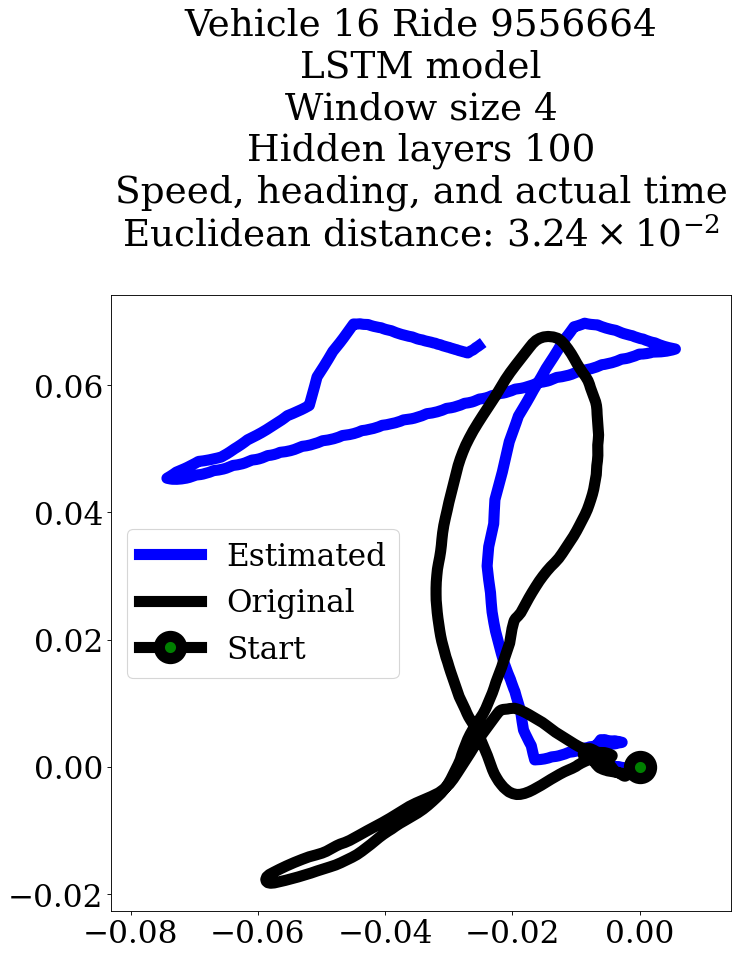 Vehicle 16 Ride 9556664
LSTM model
Window size 4
Hidden layers 100
Speed, heading, and actual time
Euclidean distance: 3.24 × 10⁻²
0.06
0.04
Estimated
Original
0.02
Start
0.00
−0.02
−0.08 −0.06 −0.04 −0.02 0.00